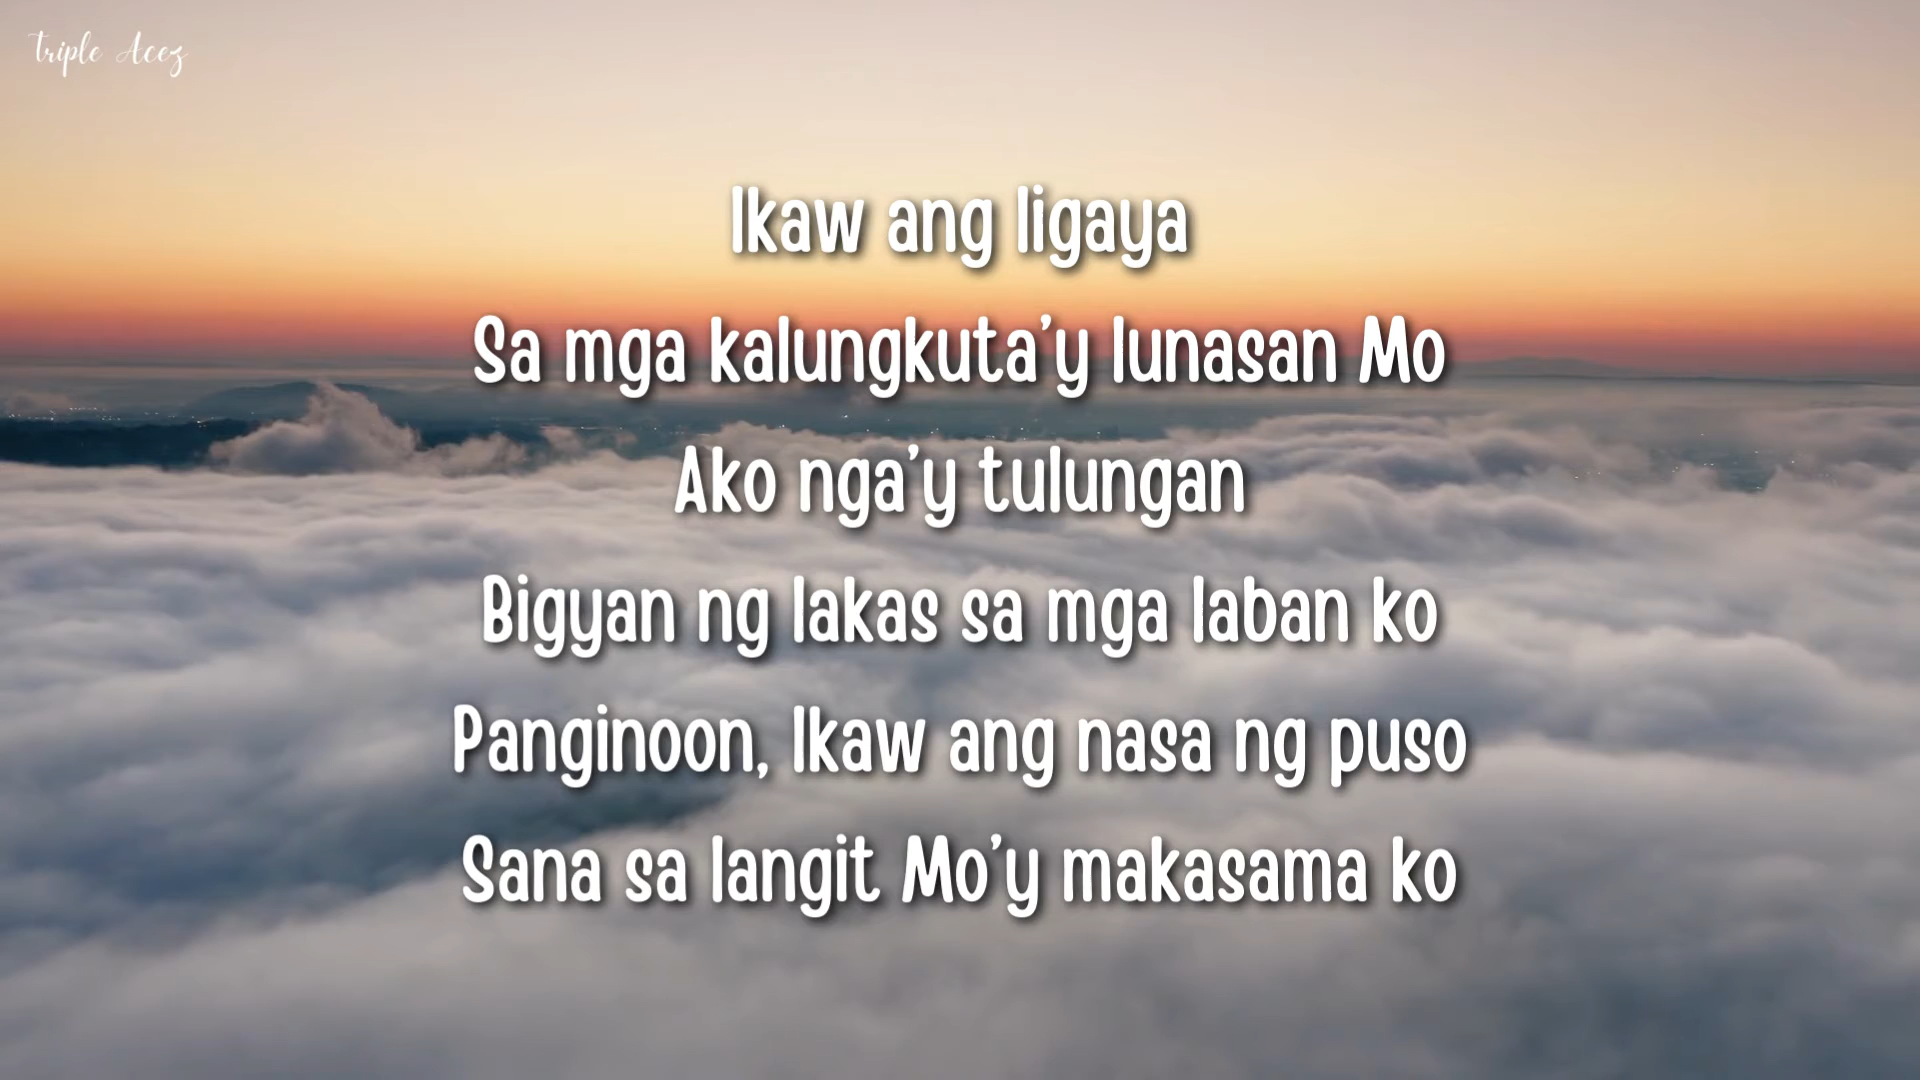 Triple Acez
Ikaw ang ligaya
Sa mga kalungkuta'y lunasan Mo
Ako nga'y tulungan
Bigyan ng lakas sa mga laban ko
Panginoon, Ikaw ang nasa ng puso
Sana sa langit Mo'y makasama ko